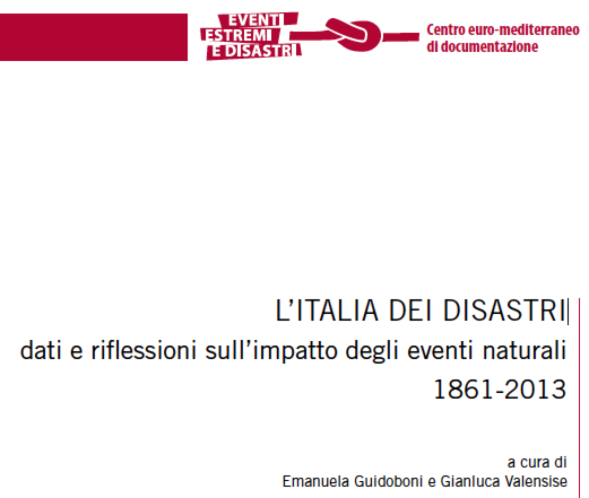 EVENTI
ESTREMI
E DISASTRI
Centro euro-mediterraneo
di documentazione
L'ITALIA DEI DISASTRI
dati e riflessioni sull'impatto degli eventi naturali
1861-2013
a cura di
Emanuela Guidoboni e Gianluca Valensise